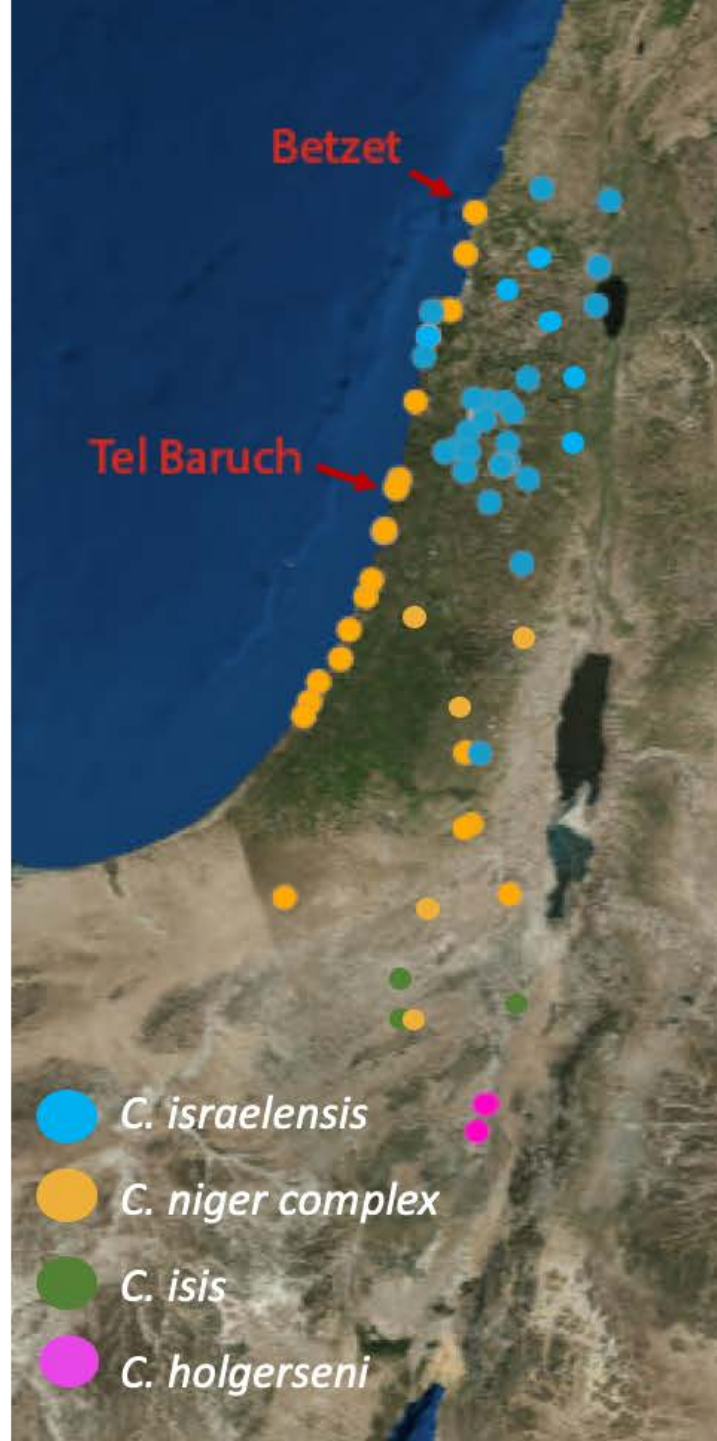 Betzet
Tel Baruch
C. israelensis
C. niger complex
C. isis
C. holgerseni